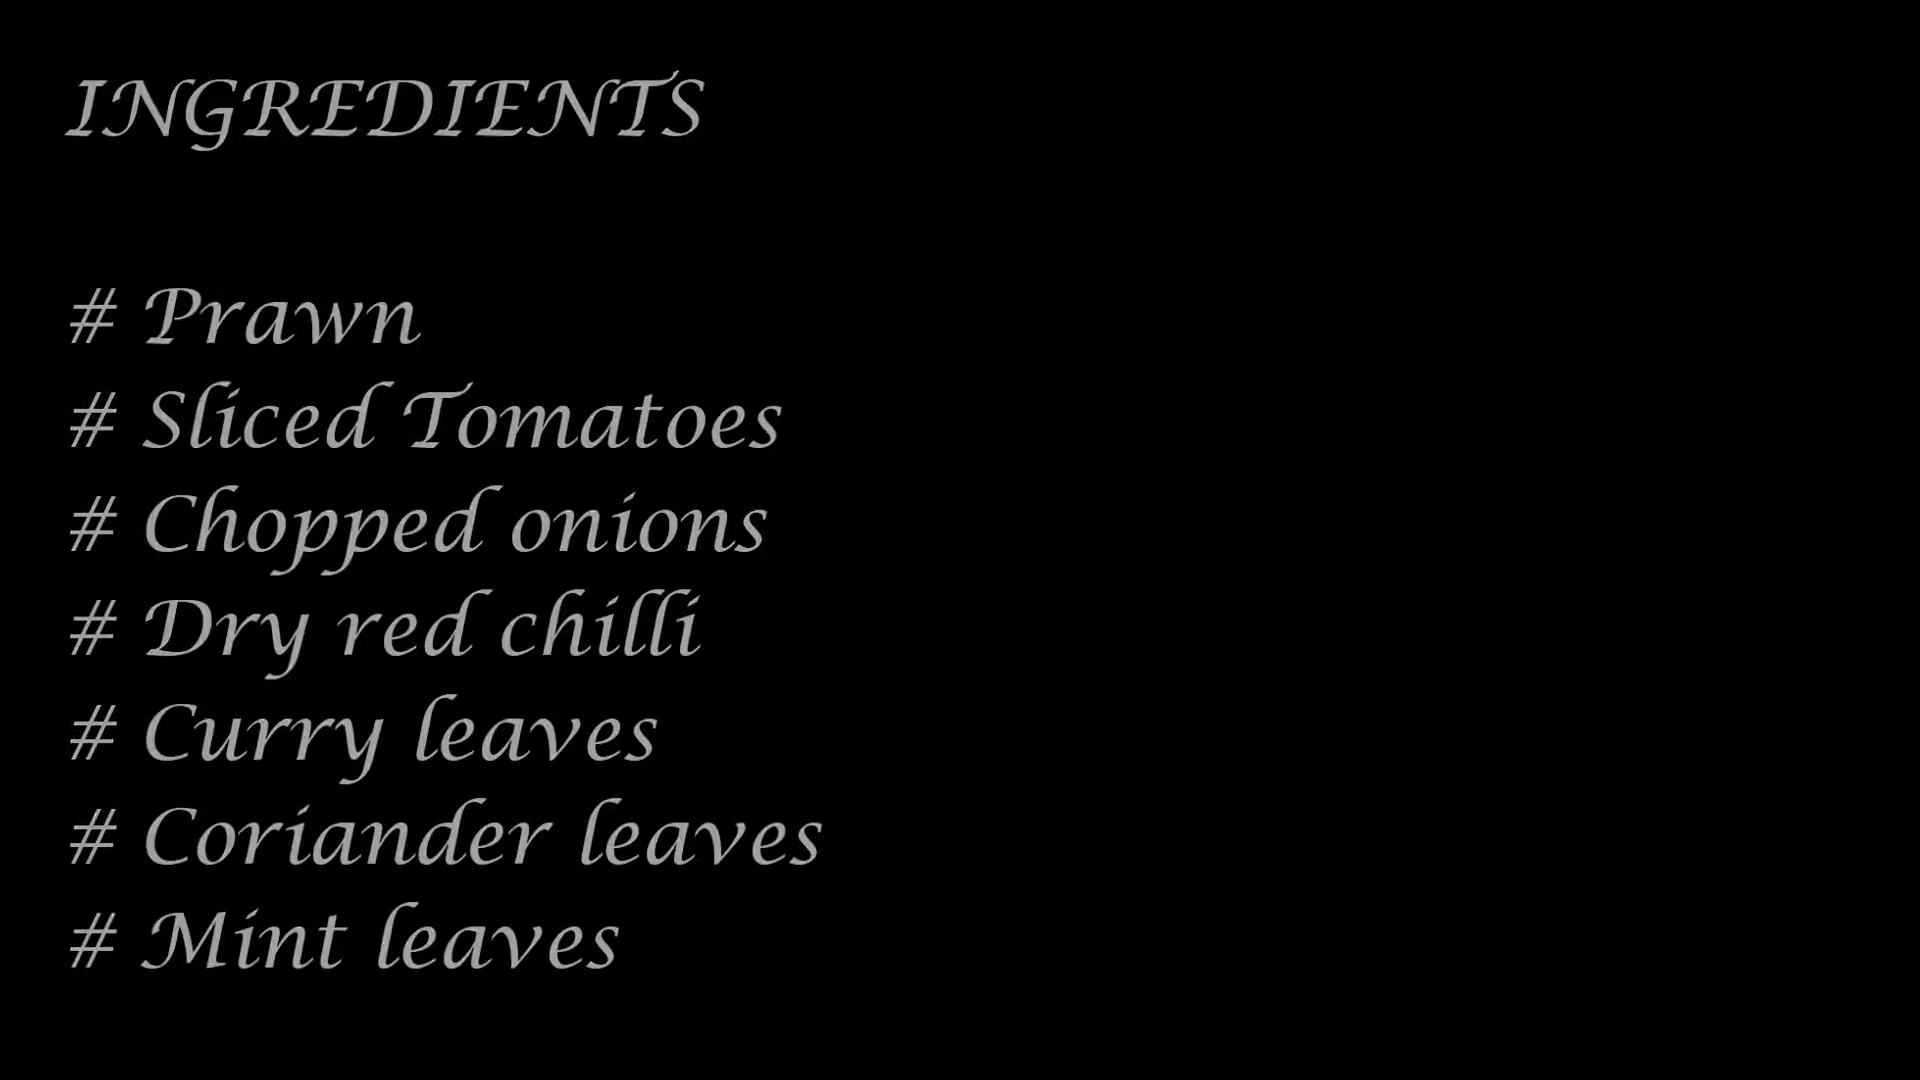 INGREDIENTS
# Prawn
# Sliced Tomatoes
# Chopped onions
# Dry red chilli
# Curry leaves
# Coriander leaves
# Mint leaves